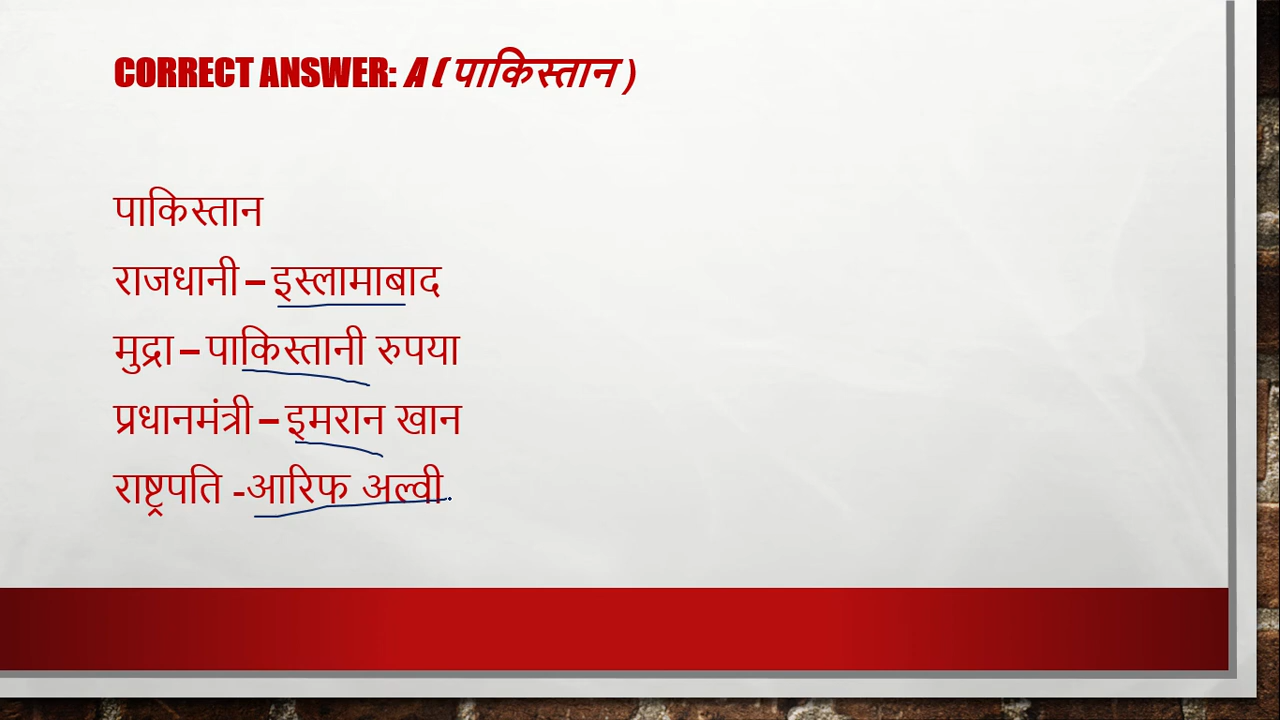 CORRECT ANSWER: A ( पाकिस्तान )
पाकिस्तान
राजधानी – इस्लामाबाद
मुद्रा – पाकिस्तानी रुपया
प्रधानमंत्री – इमरान खान
राष्ट्रपति -आरिफ अल्वी